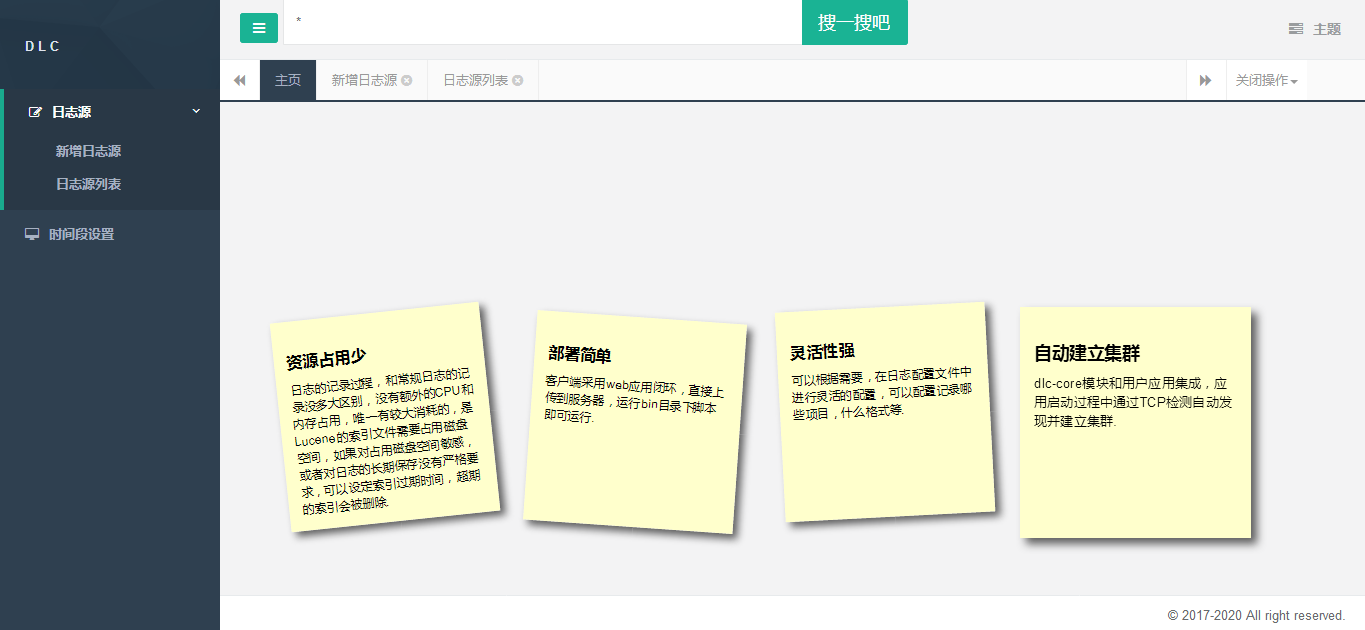 DLC
*
搜一搜吧
主题
主页
新增日志源
日志源列表
关闭操作
日志源
新增日志源
日志源列表
时间段设置
资源占用少
日志的记录过程，和常规日志的记
录没多大区别，没有额外的CPU和
内存占用，唯一有较大消耗的，是
Lucene的索引文件需要占用磁盘
空间，如果对占用磁盘空间敏感，
或者对日志的长期保存没有严格要
求，可以设定索引过期时间，超期
的索引会被删除.
部署简单
客户端采用web应用闭环，直接上
传到服务器，运行bin目录下脚本
即可运行.
灵活性强
可以根据需要，在日志配置文件中
进行灵活的配置，可以配置记录哪
些项目，什么格式等.
自动建立集群
dlc-core模块和用户应用集成，应
用启动过程中通过TCP检测自动发
现并建立集群.
© 2017-2020 All right reserved.